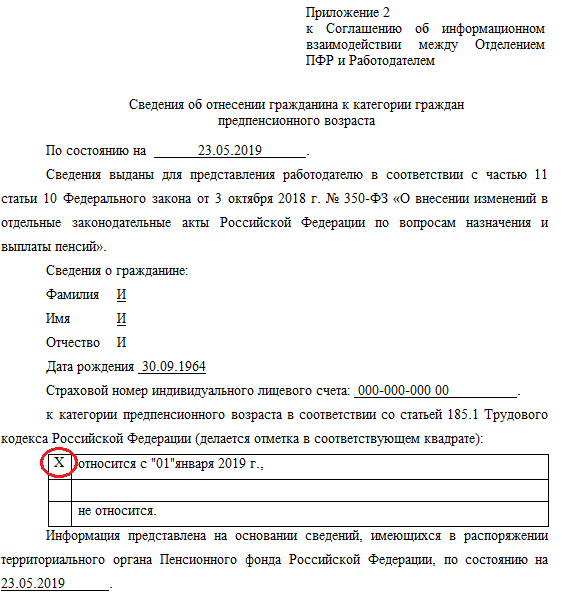 Приложение 2
к Соглашению об информационном
взаимодействии между Отделением
ПФР и Работодателем
Сведения об отнесении гражданина к категории граждан
предпенсионного возраста
По состоянию на 23.05.2019 .
Сведения выданы для представления работодателю в соответствии с частью 11
статьи 10 Федерального закона от 3 октября 2018 г. № 350-ФЗ «О внесении изменений в
отдельные законодательные акты Российской Федерации по вопросам назначения и
выплаты пенсий».
Сведения о гражданине:
Фамилия И
Имя И
Отчество И
Дата рождения 30.09.1964
Страховой номер индивидуального лицевого счета: 000-000-000 00 .
к категории предпенсионного возраста в соответствии со статьей 185.1 Трудового
кодекса Российской Федерации (делается отметка в соответствующем квадрате):
X относится с "01"января 2019 г.,
не относится.
Информация представлена на основании сведений, имеющихся в распоряжении
территориального органа Пенсионного фонда Российской Федерации, по состоянию на
23.05.2019 .